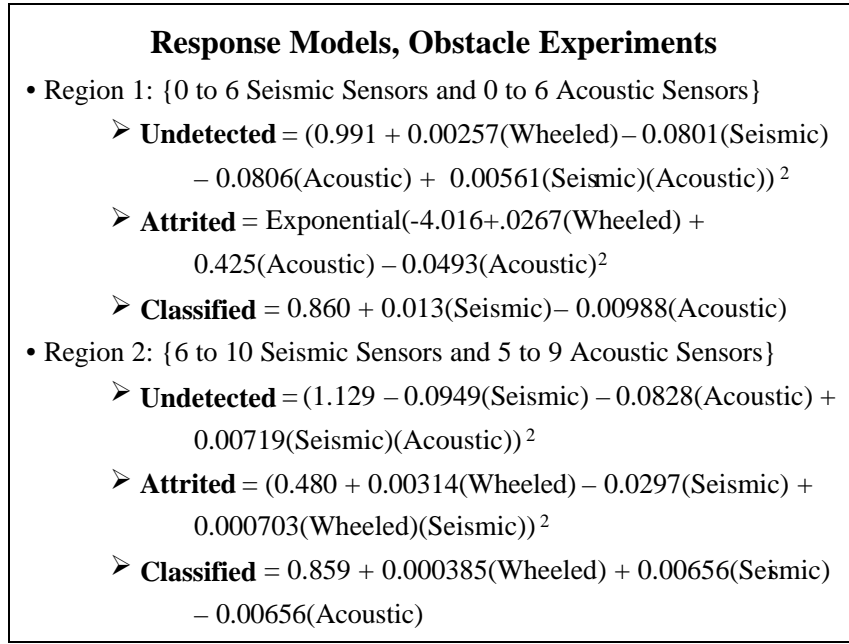 Response Models, Obstacle Experiments
• Region 1: {0 to 6 Seismic Sensors and 0 to 6 Acoustic Sensors}
➢ Undetected = (0.991 + 0.00257(Wheeled) – 0.0801(Seismic)
– 0.0806(Acoustic) + 0.00561(Seismic)(Acoustic)) ²
➢ Attrited = Exponential(-4.016+.0267(Wheeled) +
0.425(Acoustic) – 0.0493(Acoustic)²
➢ Classified = 0.860 + 0.013(Seismic) – 0.00988(Acoustic)
• Region 2: {6 to 10 Seismic Sensors and 5 to 9 Acoustic Sensors}
➢ Undetected = (1.129 – 0.0949(Seismic) – 0.0828(Acoustic) +
0.00719(Seismic)(Acoustic)) ²
➢ Attrited = (0.480 + 0.00314(Wheeled) – 0.0297(Seismic) +
0.000703(Wheeled)(Seismic)) ²
➢ Classified = 0.859 + 0.000385(Wheeled) + 0.00656(Seismic)
– 0.00656(Acoustic)